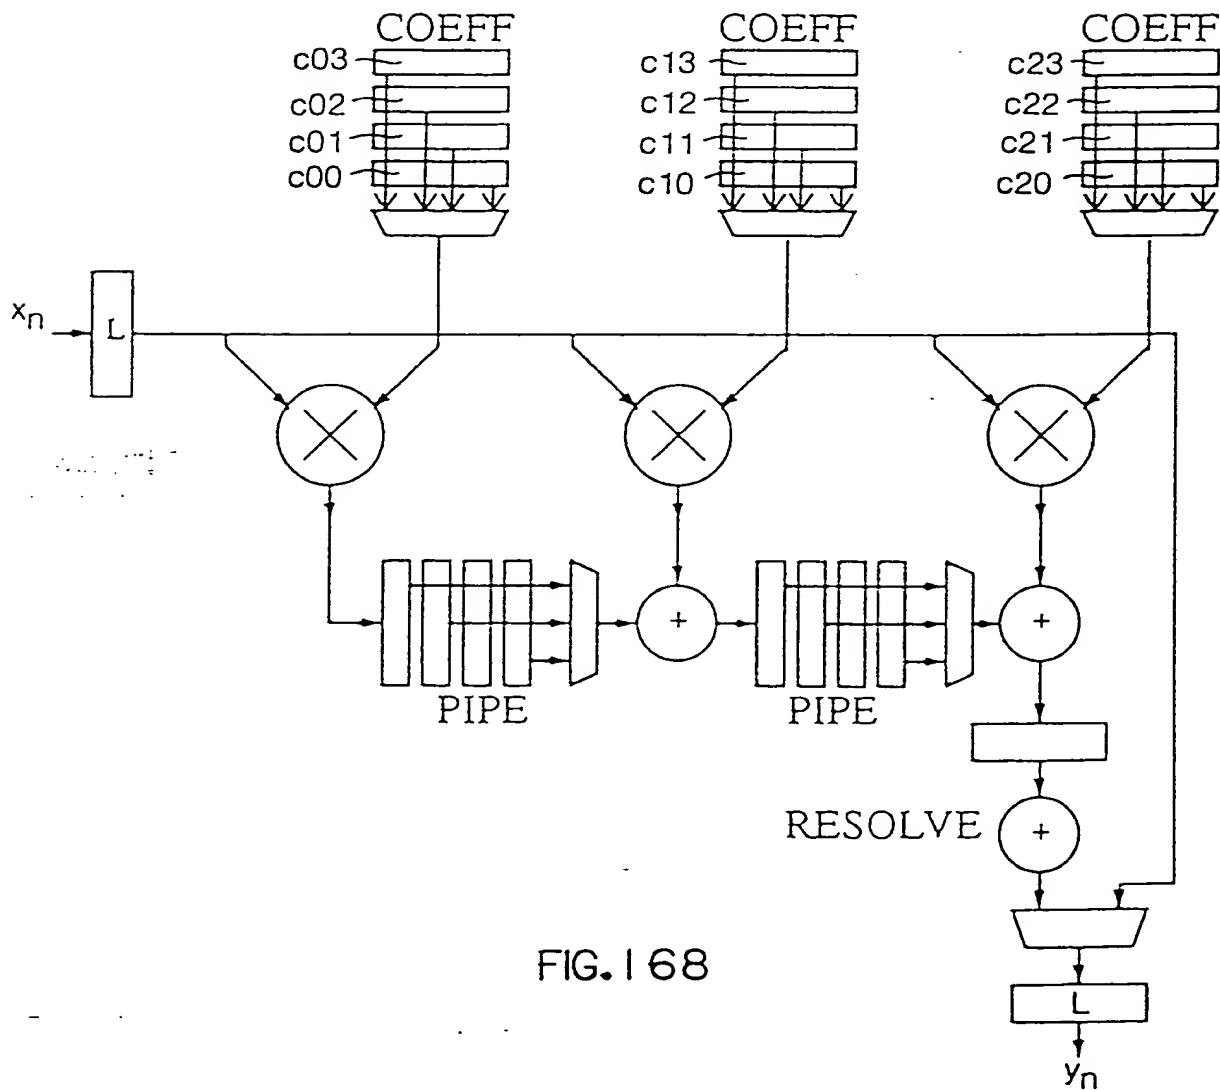 COEFF COEFF COEFF
c03 c13 c23
c02 c12 c22
c01 c11 c21
c00 c10 c20
xn L
+ +
PIPE PIPE
RESOLVE +
FIG.168
L
yn